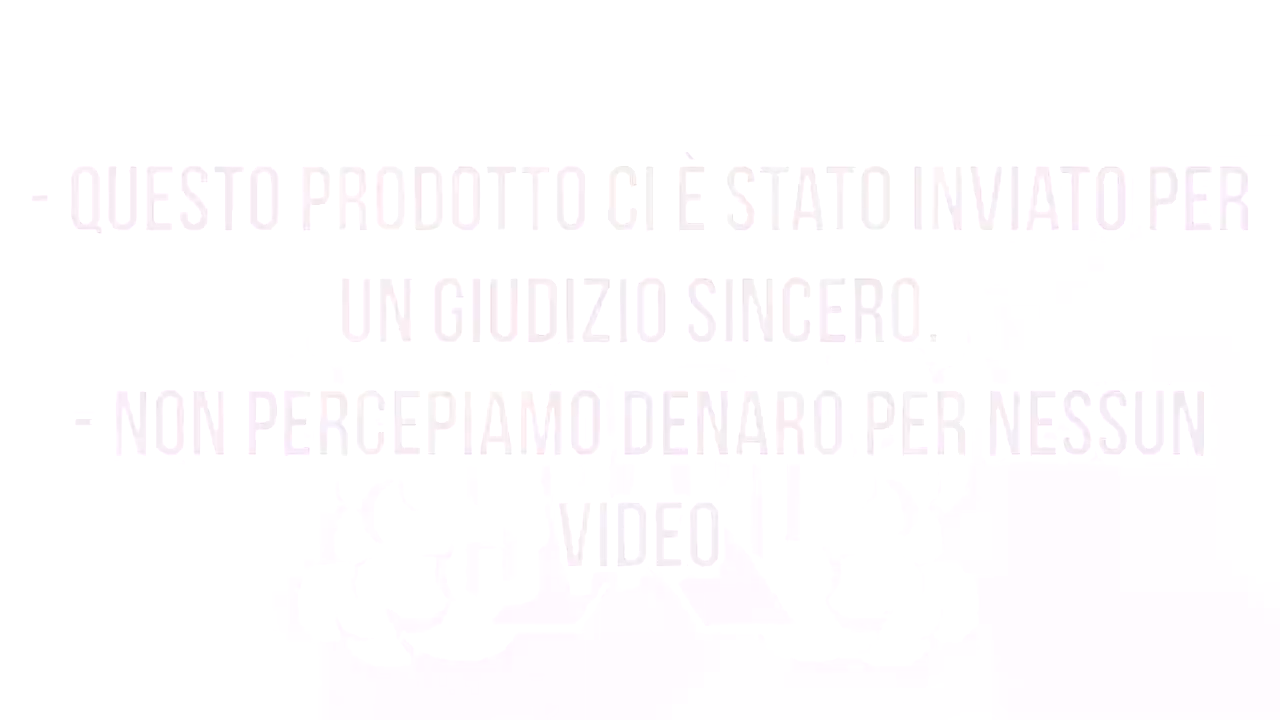 - QUESTO PRODOTTO CI È STATO INVIATO PER
UN GIUDIZIO SINCERO.
- NON PERCEPIAMO DENARO PER NESSUN
VIDEO